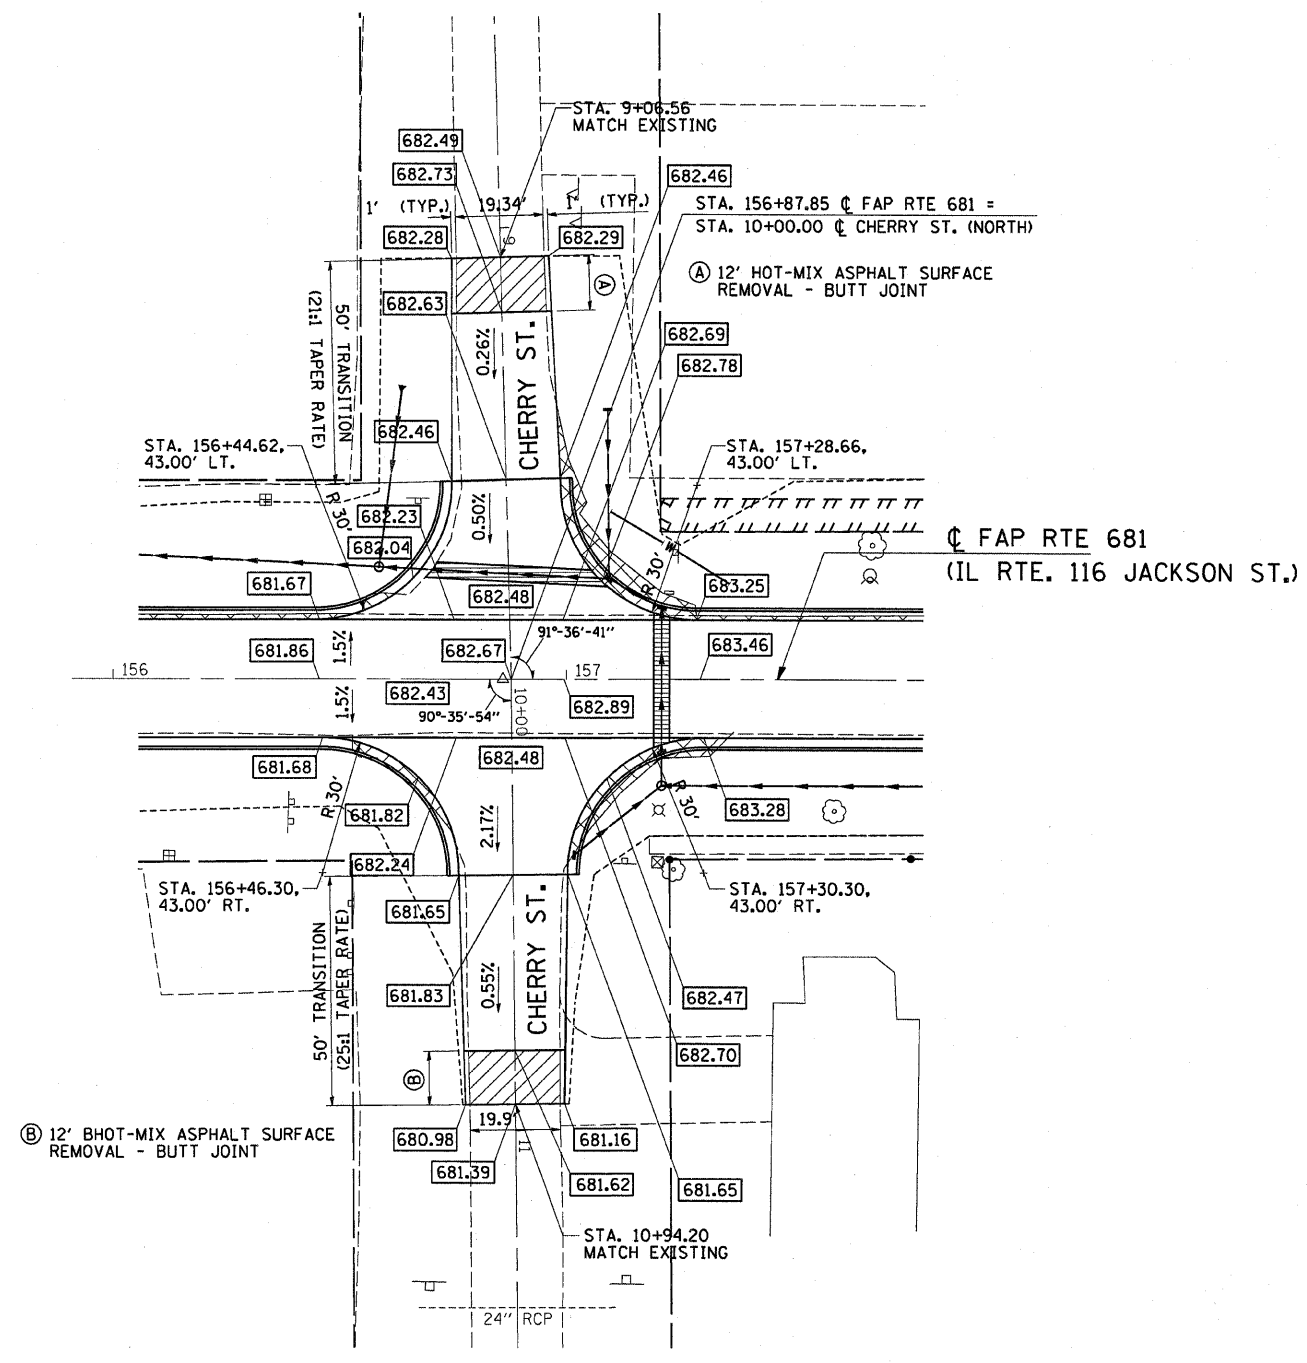 STA. 9+06.56
MATCH EXISTING
682.49
682.73
682.46
1' (TYP.)
19.34'
1' (TYP.)
STA. 156+87.85 ℄ FAP RTE 681 =
STA. 10+00.00 ℄ CHERRY ST. (NORTH)
9
682.28
682.29
Ⓐ 12' HOT-MIX ASPHALT SURFACE
REMOVAL - BUTT JOINT
Ⓐ
682.63
50' TRANSITION
(21:1 TAPER RATE)
0.26%
CHERRY ST.
682.69
682.78
682.46
STA. 156+44.62,
43.00' LT.
STA. 157+28.66,
43.00' LT.
R 30'
682.23
0.50%
682.04
℄ FAP RTE 681
(IL RTE. 116 JACKSON ST.)
681.67
682.48
R 30'
683.25
91°-36'-41"
681.86
1.5%
682.67
683.46
156
157
682.43
1.5%
90°-35'-54"
10+00
682.89
681.68
682.48
R 30'
681.82
2.17%
R 30'
683.28
682.24
STA. 156+46.30,
43.00' RT.
STA. 157+30.30,
43.00' RT.
681.65
50' TRANSITION
(25:1 TAPER RATE)
681.83
0.55%
CHERRY ST.
682.47
682.70
Ⓑ
Ⓑ 12' BHOT-MIX ASPHALT SURFACE
REMOVAL - BUTT JOINT
19.9'
680.98
681.16
11
681.39
681.62
681.65
STA. 10+94.20
MATCH EXISTING
24" RCP